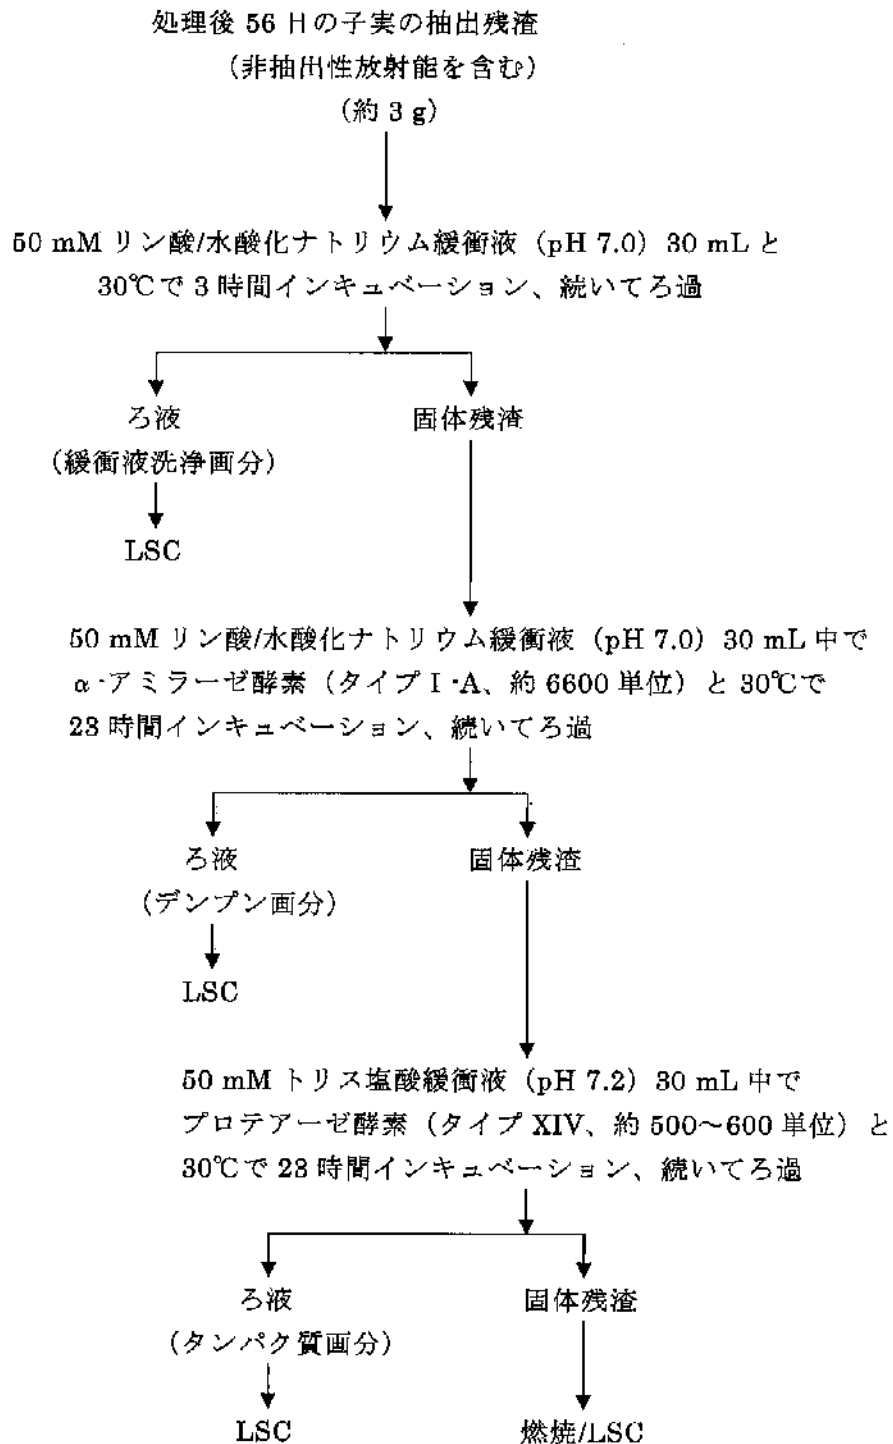 処理後 56 日の子実の抽出残渣
(非抽出性放射能を含む)
(約 3 g)
50 mM リン酸/水酸化ナトリウム緩衝液 (pH 7.0) 30 mL と
30℃で 3 時間インキュベーション、続いてろ過
ろ液
(緩衝液洗浄画分)
LSC
固体残渣
50 mM リン酸/水酸化ナトリウム緩衝液 (pH 7.0) 30 mL 中で
α-アミラーゼ酵素 (タイプ I-A、約 6600 単位) と 30℃で
23 時間インキュベーション、続いてろ過
ろ液
(デンプン画分)
LSC
固体残渣
50 mM トリス塩酸緩衝液 (pH 7.2) 30 mL 中で
プロテアーゼ酵素 (タイプ XIV、約 500～600 単位) と
30℃で 23 時間インキュベーション、続いてろ過
ろ液
(タンパク質画分)
LSC
固体残渣
燃焼/LSC